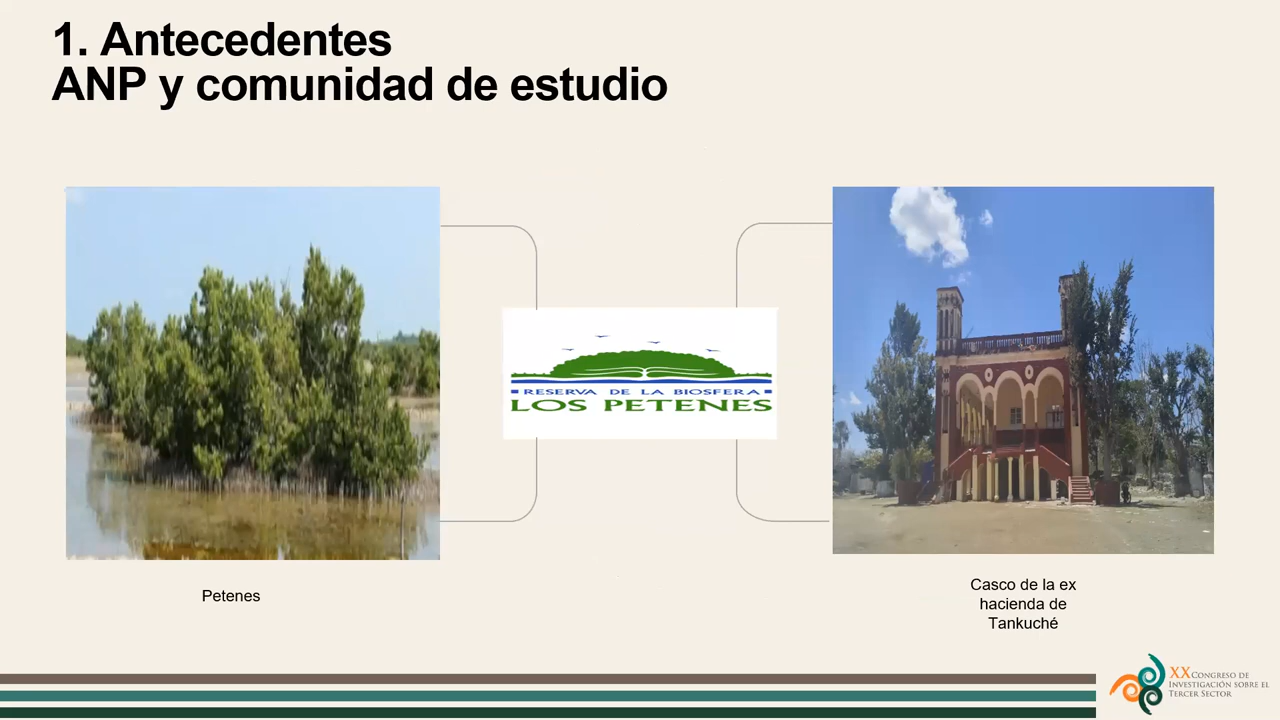 1. Antecedentes
ANP y comunidad de estudio
RESERVA DE LA BIOSFERA
LOS PETENES
Petenes
Casco de la ex
hacienda de
Tankuché
XX CONGRESO DE
INVESTIGACIÓN SOBRE EL
TERCER SECTOR